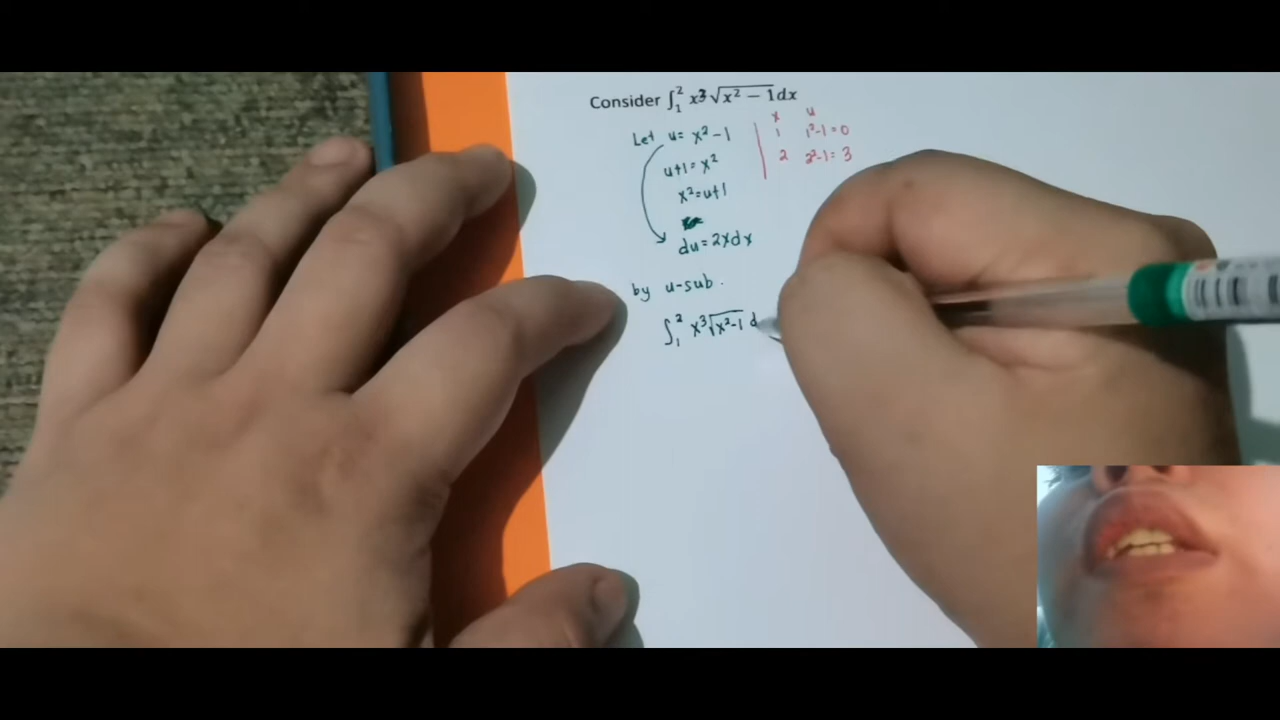 Consider ∫₁² x³√(x² − 1)dx
Let u = x² − 1
x u
1 1²-1=0
2 2²-1= 3
u+1 = x²
x² = u+1
du = 2xdx
by u-sub.
∫₁² x³√(x²-1) d